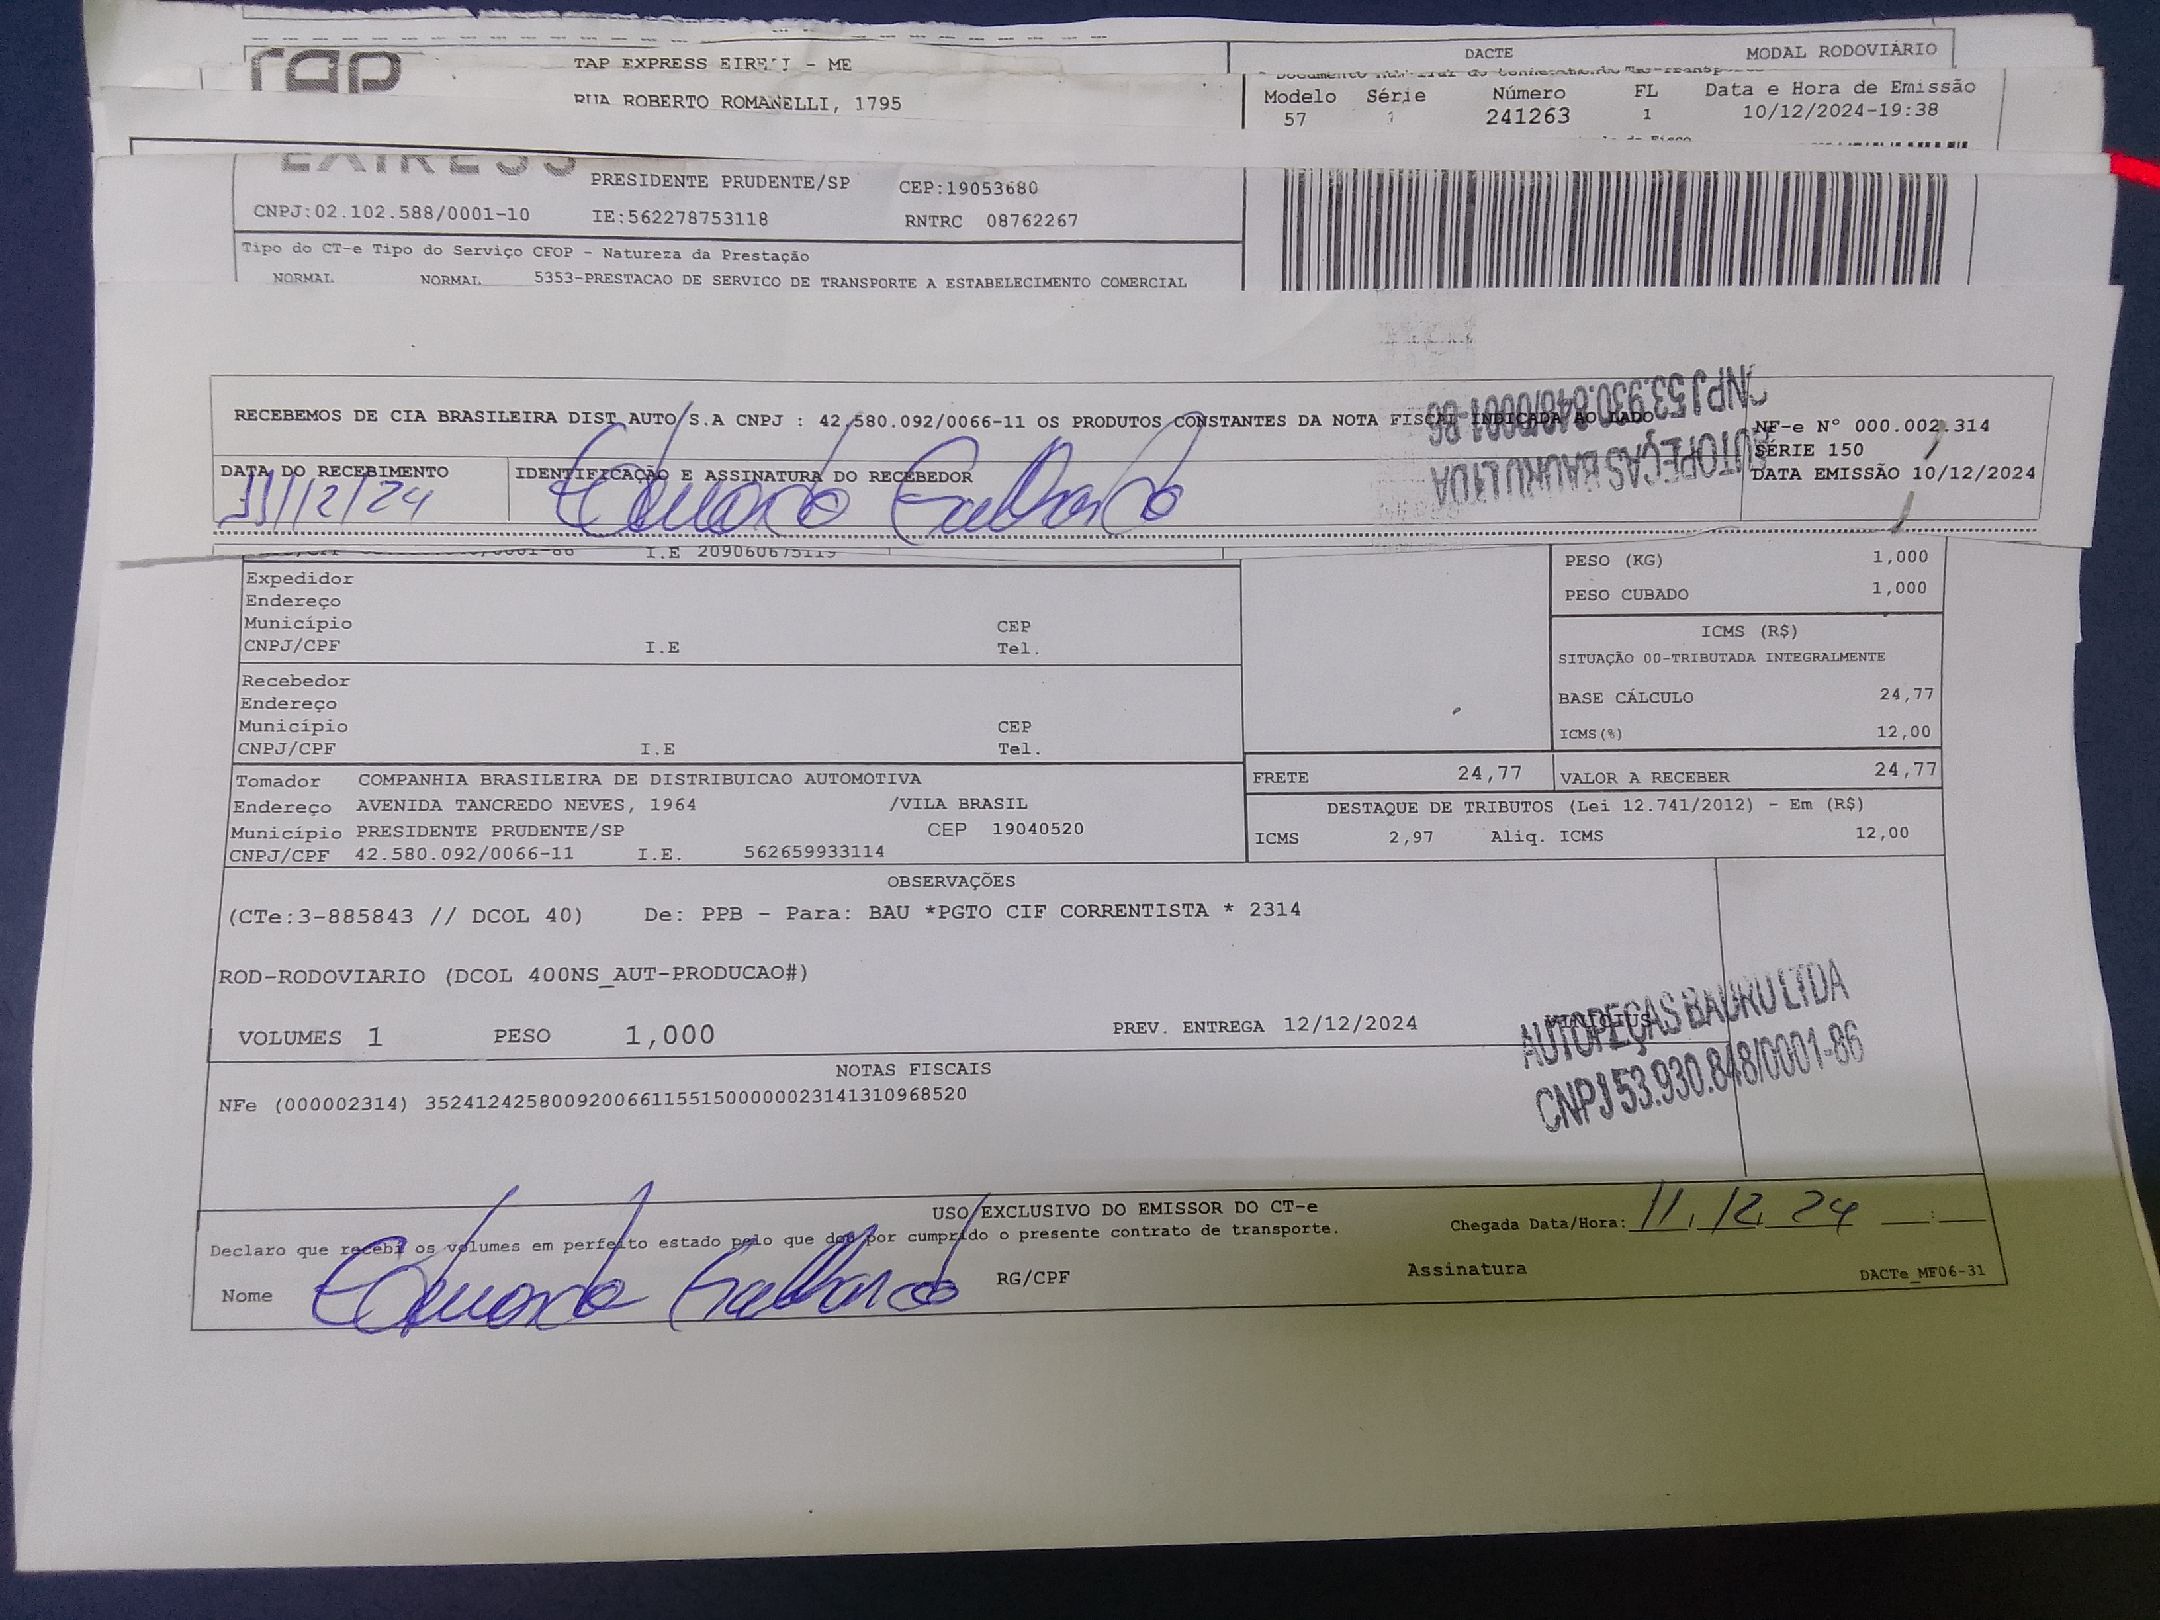 TAP
TAP EXPRESS EIRELI - ME
DACTE
MODAL RODOVIÁRIO
RUA ROBERTO ROMANELLI, 1795
Modelo Série Número FL Data e Hora de Emissão
57 1 241263 1 10/12/2024-19:38
EXPRESS
PRESIDENTE PRUDENTE/SP CEP:19053680
CNPJ:02.102.588/0001-10 IE:562278753118 RNTRC 08762267
Tipo do CT-e Tipo do Serviço CFOP - Natureza da Prestação
NORMAL NORMAL 5353-PRESTACAO DE SERVICO DE TRANSPORTE A ESTABELECIMENTO COMERCIAL
RECEBEMOS DE CIA BRASILEIRA DIST AUTO S.A CNPJ : 42.580.092/0066-11 OS PRODUTOS CONSTANTES DA NOTA FISCAL INDICADA AO LADO
AUTOPEÇAS BAURU LTDA
CNPJ 53.930.848/0001-86
NF-e Nº 000.002.314
SÉRIE 150
DATA EMISSÃO 10/12/2024
DATA DO RECEBIMENTO
11/12/24
IDENTIFICAÇÃO E ASSINATURA DO RECEBEDOR
Eduardo Galhardo
I.E 209060675119
PESO (KG) 1,000
PESO CUBADO 1,000
Expedidor
Endereço
Município CEP
CNPJ/CPF I.E Tel.
ICMS (R$)
SITUAÇÃO 00-TRIBUTADA INTEGRALMENTE
BASE CÁLCULO 24,77
ICMS(%) 12,00
Recebedor
Endereço
Município CEP
CNPJ/CPF I.E Tel.
FRETE 24,77 VALOR A RECEBER 24,77
Tomador COMPANHIA BRASILEIRA DE DISTRIBUICAO AUTOMOTIVA
Endereço AVENIDA TANCREDO NEVES, 1964 /VILA BRASIL
Município PRESIDENTE PRUDENTE/SP CEP 19040520
CNPJ/CPF 42.580.092/0066-11 I.E. 562659933114
DESTAQUE DE TRIBUTOS (Lei 12.741/2012) - Em (R$)
ICMS 2,97 Aliq. ICMS 12,00
OBSERVAÇÕES
(CTe:3-885843 // DCOL 40) De: PPB - Para: BAU *PGTO CIF CORRENTISTA * 2314
ROD-RODOVIARIO (DCOL 400NS_AUT-PRODUCAO#)
VOLUMES 1 PESO 1,000 PREV. ENTREGA 12/12/2024
AUTOPEÇAS BAURU LTDA
CNPJ 53.930.848/0001-86
NOTAS FISCAIS
NFe (000002314) 35241242580092006611551500000023141310968520
USO EXCLUSIVO DO EMISSOR DO CT-e
Declaro que recebi os volumes em perfeito estado pelo que dou por cumprido o presente contrato de transporte.
Chegada Data/Hora: 11, 12, 24
Nome Eduardo Galhardo RG/CPF Assinatura
DACTe_MF06-31